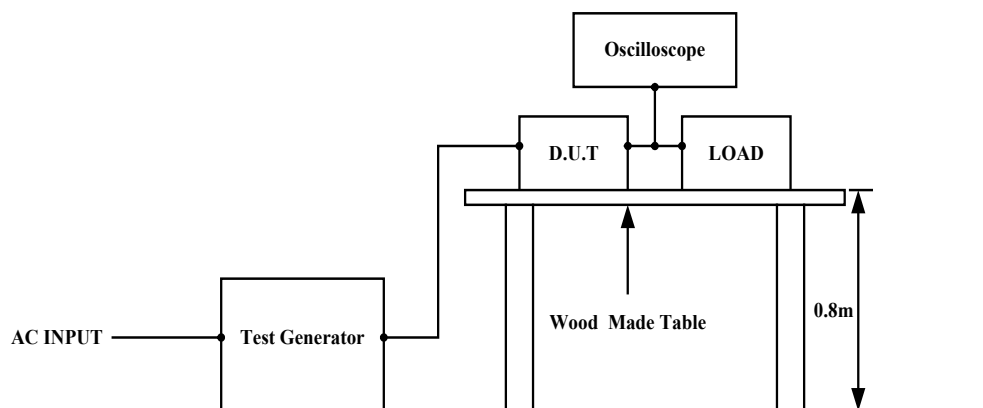 Oscilloscope
D.U.T
LOAD
AC INPUT
Test Generator
Wood Made Table
0.8m